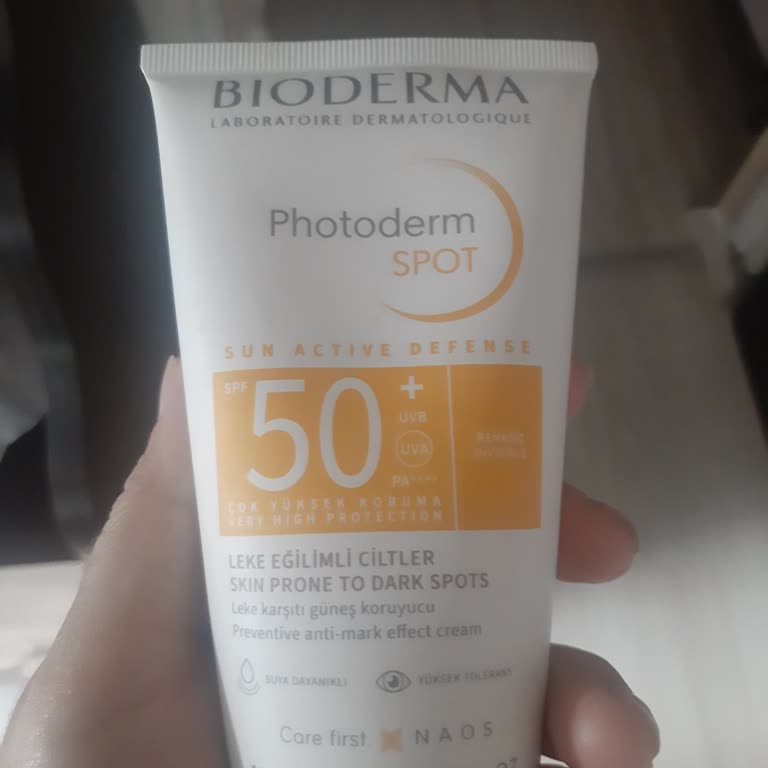 BIODERMA
LABORATOIRE DERMATOLOGIQUE
Photoderm
SPOT
SUN ACTIVE DEFENSE
SPF 50+
UVB
UVA
PA++++
RENKSİZ
INVISIBLE
ÇOK YÜKSEK KORUMA
VERY HIGH PROTECTION
LEKE EĞİLİMLİ CİLTLER
SKIN PRONE TO DARK SPOTS
Leke karşıtı güneş koruyucu
Preventive anti-mark effect cream
SUYA DAYANIKLI
YÜKSEK TOLERANS
Care first NAOS